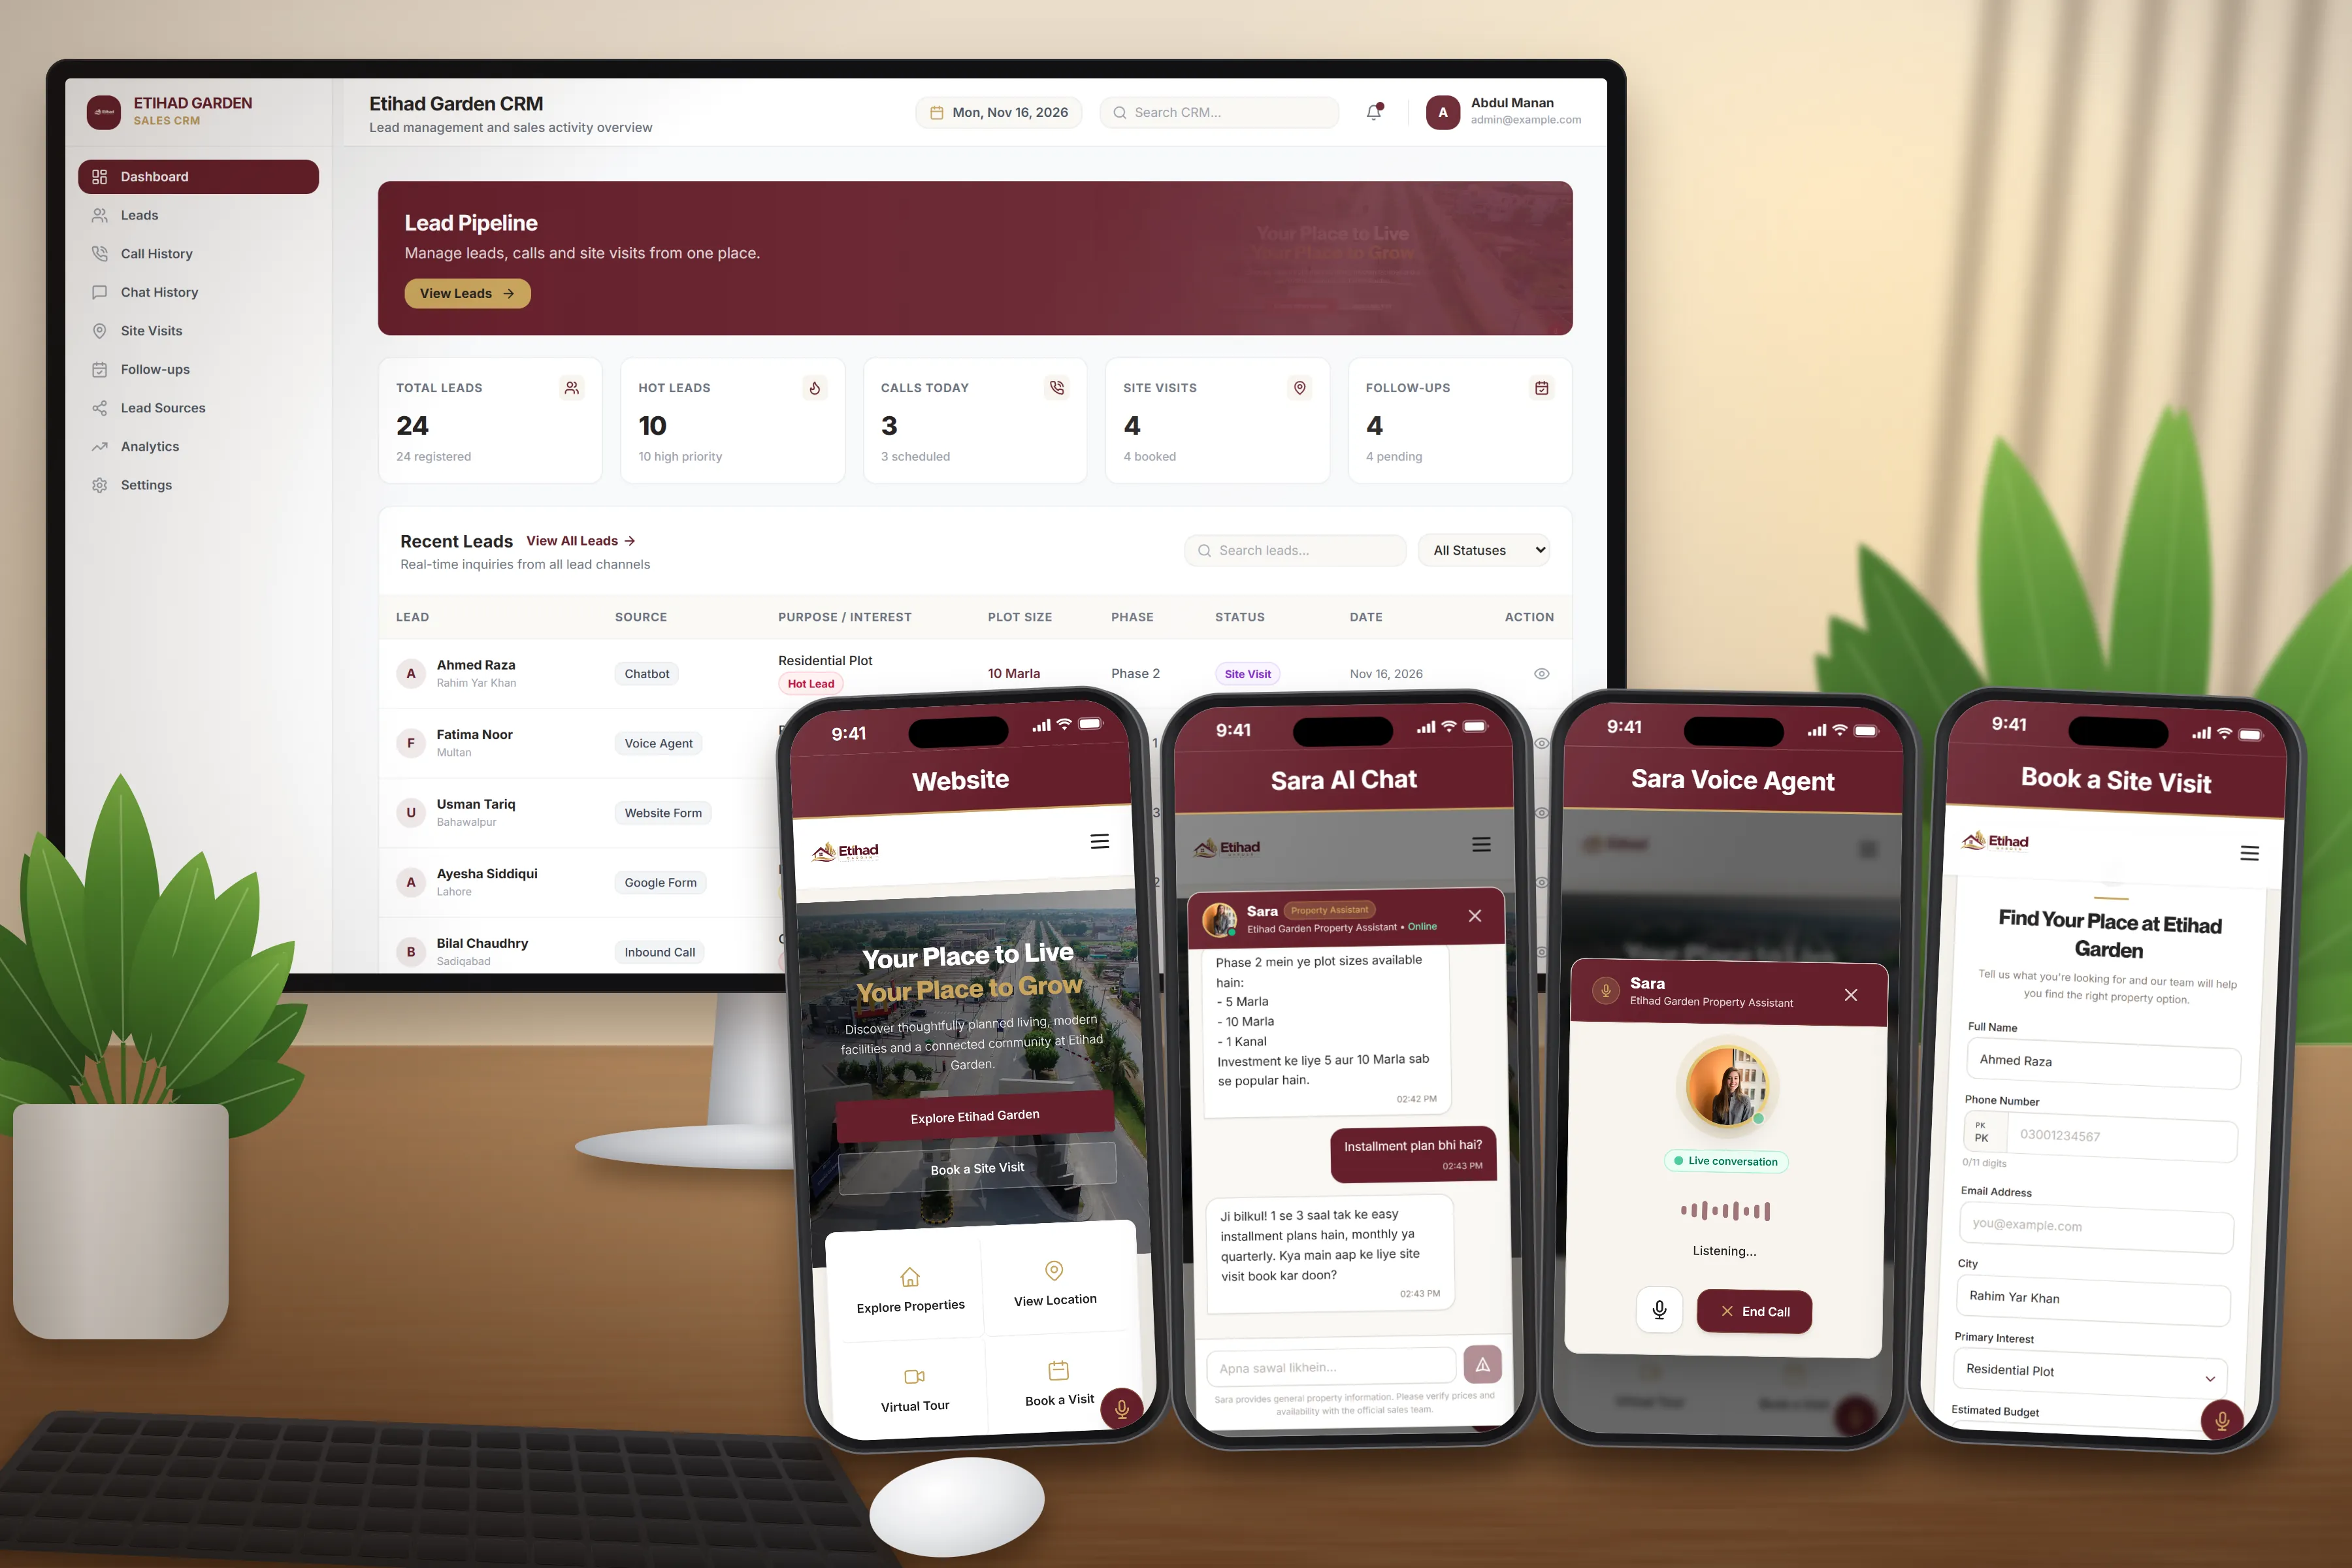 ETIHAD GARDEN
SALES CRM
Dashboard
Leads
Call History
Chat History
Site Visits
Follow-ups
Lead Sources
Analytics
Settings
Etihad Garden CRM
Lead management and sales activity overview
Mon, Nov 16, 2026
Search CRM...
A
Abdul Manan
admin@example.com
Lead Pipeline
Manage leads, calls and site visits from one place.
View Leads
Your Place to Live
Your Place to Grow
TOTAL LEADS
24
24 registered
HOT LEADS
10
10 high priority
CALLS TODAY
3
3 scheduled
SITE VISITS
4
4 booked
FOLLOW-UPS
4
4 pending
Recent Leads View All Leads
Real-time inquiries from all lead channels
Search leads...
All Statuses
LEAD SOURCE PURPOSE / INTEREST PLOT SIZE PHASE STATUS DATE ACTION
A
Ahmed Raza
Rahim Yar Khan
Chatbot
Residential Plot
Hot Lead
10 Marla
Phase 2
Site Visit
Nov 16, 2026
F
Fatima Noor
Multan
Voice Agent
U
Usman Tariq
Bahawalpur
Website Form
A
Ayesha Siddiqui
Lahore
Google Form
B
Bilal Chaudhry
Sadiqabad
Inbound Call
9:41
Website
Etihad
Your Place to Live
Your Place to Grow
Discover thoughtfully planned living, modern
facilities and a connected community at Etihad
Garden.
Explore Etihad Garden
Book a Site Visit
Explore Properties
View Location
Virtual Tour
Book a Visit
9:41
Sara AI Chat
Etihad
Sara Property Assistant
Etihad Garden Property Assistant • Online
Phase 2 mein ye plot sizes available
hain:
- 5 Marla
- 10 Marla
- 1 Kanal
Investment ke liye 5 aur 10 Marla sab
se popular hain.
02:42 PM
Installment plan bhi hai?
02:43 PM
Ji bilkul! 1 se 3 saal tak ke easy
installment plans hain, monthly ya
quarterly. Kya main aap ke liye site
visit book kar doon?
02:43 PM
Apna sawal likhein...
Sara provides general property information. Please verify prices and
availability with the official sales team.
9:41
Sara Voice Agent
Sara
Etihad Garden Property Assistant
Live conversation
Listening...
End Call
9:41
Book a Site Visit
Etihad
Find Your Place at Etihad
Garden
Tell us what you're looking for and our team will help
you find the right property option.
Full Name
Ahmed Raza
Phone Number
PK
PK
03001234567
0/11 digits
Email Address
you@example.com
City
Rahim Yar Khan
Primary Interest
Residential Plot
Estimated Budget